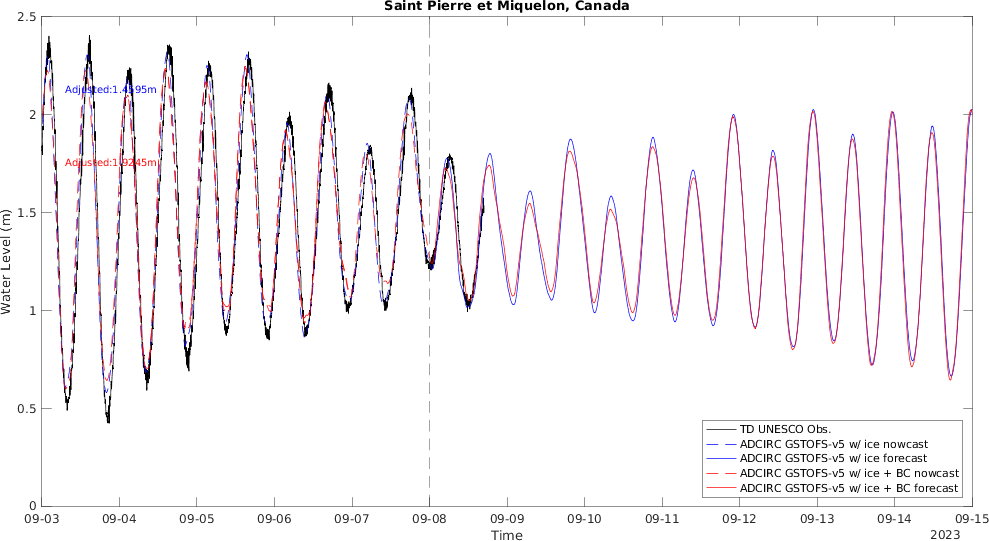 Saint Pierre et Miquelon, Canada
2.5
2
1.5
1
0.5
0
Water Level (m)
Adjusted:1.4595m
Adjusted:1.9245m
TD UNESCO Obs.
ADCIRC GSTOFS-v5 w/ ice nowcast
ADCIRC GSTOFS-v5 w/ ice forecast
ADCIRC GSTOFS-v5 w/ ice + BC nowcast
ADCIRC GSTOFS-v5 w/ ice + BC forecast
09-03 09-04 09-05 09-06 09-07 09-08 09-09 09-10 09-11 09-12 09-13 09-14 09-15
Time
2023